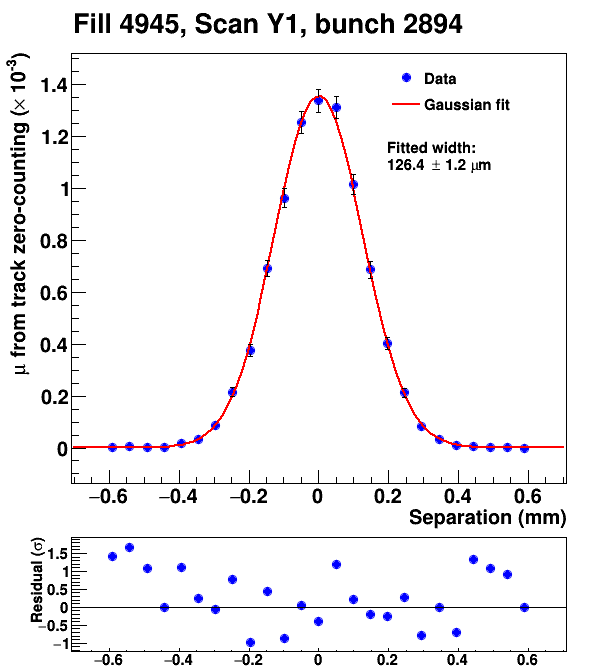 Fill 4945, Scan Y1, bunch 2894
μ from track zero-counting (× 10⁻³)
Data
Gaussian fit
Fitted width:
126.4 ± 1.2 μm
1.4
1.2
1
0.8
0.6
0.4
0.2
0
−0.6 −0.4 −0.2 0 0.2 0.4 0.6
Separation (mm)
Residual (σ)
1.5
1
0.5
0
−0.5
−1
−0.6 −0.4 −0.2 0 0.2 0.4 0.6